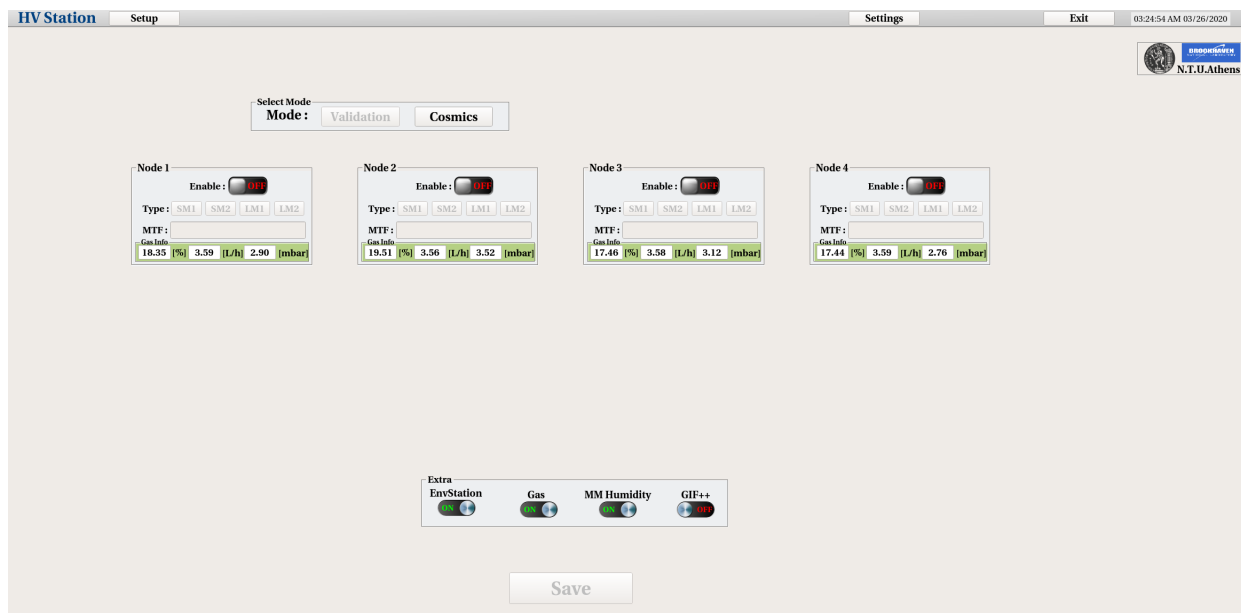 HV Station Setup Settings Exit 03:24:54 AM 03/26/2020
BROOKHAVEN
N.T.U.Athens
Select Mode
Mode : Validation Cosmics
Node 1 Node 2 Node 3 Node 4
Enable : OFF Enable : OFF Enable : OFF Enable : OFF
Type : SM1 SM2 LM1 LM2 Type : SM1 SM2 LM1 LM2 Type : SM1 SM2 LM1 LM2 Type : SM1 SM2 LM1 LM2
MTF : MTF : MTF : MTF :
Gas Info Gas Info Gas Info Gas Info
18.35 [%] 3.59 [L/h] 2.90 [mbar] 19.51 [%] 3.56 [L/h] 3.52 [mbar] 17.46 [%] 3.58 [L/h] 3.12 [mbar] 17.44 [%] 3.59 [L/h] 2.76 [mbar]
Extra
EnvStation Gas MM Humidity GIF++
ON ON ON OFF
Save